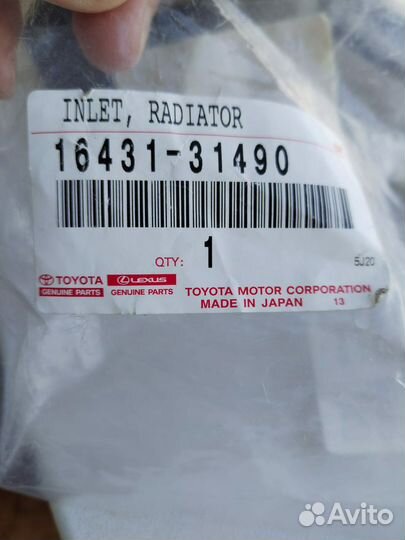 INLET, RADIATOR
16431-31490
QTY: 1
5J20
TOYOTA LEXUS
GENUINE PARTS GENUINE PARTS
TOYOTA MOTOR CORPORATION
MADE IN JAPAN 13
Avito